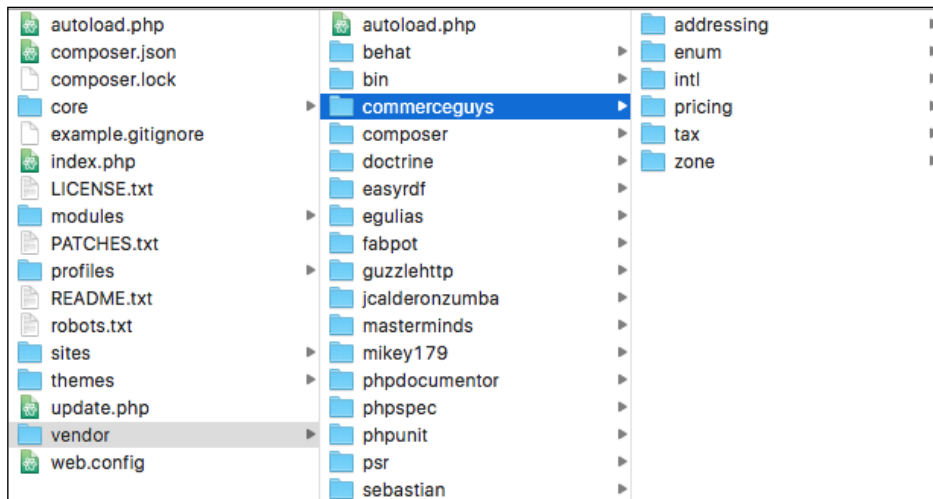 autoload.php
composer.json
composer.lock
core
example.gitignore
index.php
LICENSE.txt
modules
PATCHES.txt
profiles
README.txt
robots.txt
sites
themes
update.php
vendor
web.config
autoload.php
behat
bin
commerceguys
composer
doctrine
easyrdf
egulias
fabpot
guzzlehttp
jcalderonzumba
masterminds
mikey179
phpdocumentor
phpspec
phpunit
psr
sebastian
addressing
enum
intl
pricing
tax
zone